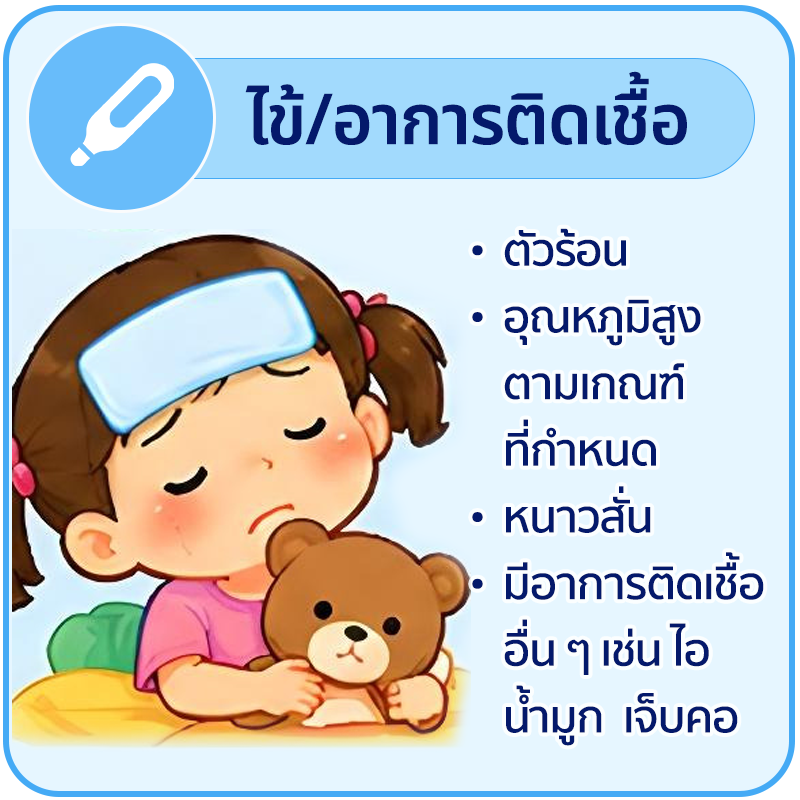 ไข้/อาการติดเชื้อ
• ตัวร้อน
• อุณหภูมิสูง
ตามเกณฑ์
ที่กำหนด
• หนาวสั่น
• มีอาการติดเชื้อ
อื่น ๆ เช่น ไอ
น้ำมูก เจ็บคอ